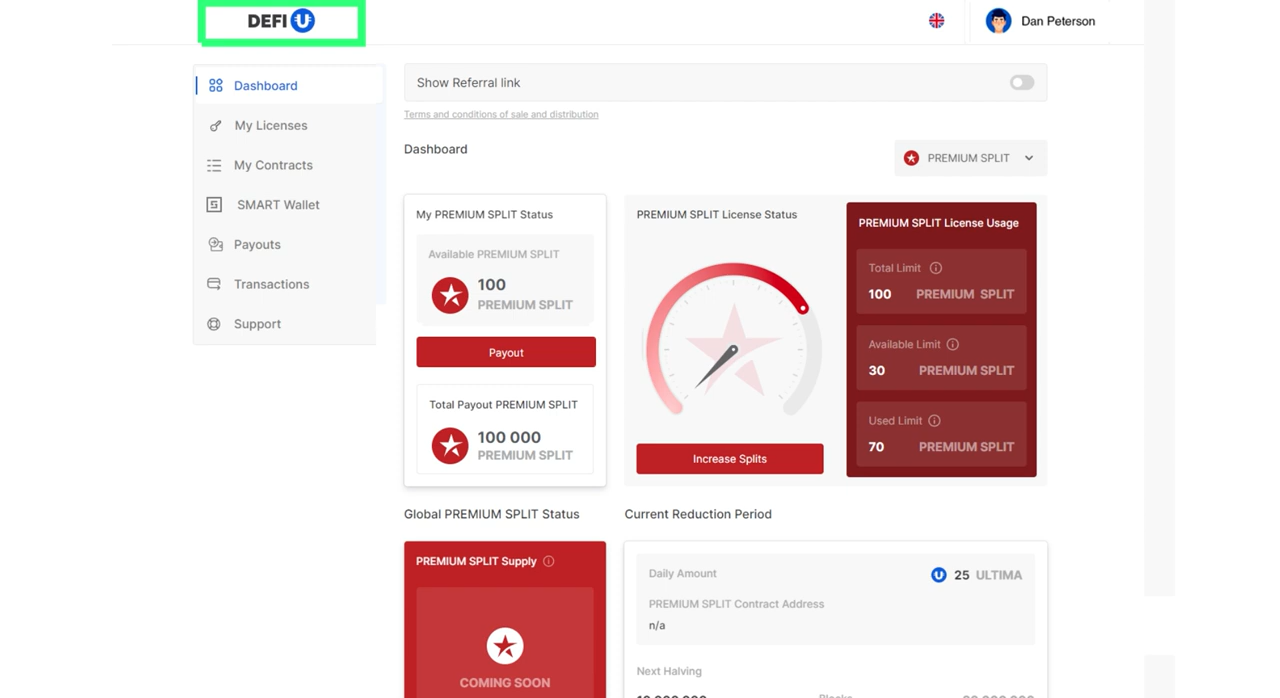 DEFI U
Dan Peterson
Dashboard
My Licenses
My Contracts
SMART Wallet
Payouts
Transactions
Support
Show Referral link
Terms and conditions of sale and distribution
Dashboard
PREMIUM SPLIT
My PREMIUM SPLIT Status
Available PREMIUM SPLIT
100
PREMIUM SPLIT
Payout
Total Payout PREMIUM SPLIT
100 000
PREMIUM SPLIT
PREMIUM SPLIT License Status
Increase Splits
PREMIUM SPLIT License Usage
Total Limit
100 PREMIUM SPLIT
Available Limit
30 PREMIUM SPLIT
Used Limit
70 PREMIUM SPLIT
Global PREMIUM SPLIT Status
PREMIUM SPLIT Supply
COMING SOON
Current Reduction Period
Daily Amount
25 ULTIMA
PREMIUM SPLIT Contract Address
n/a
Next Halving